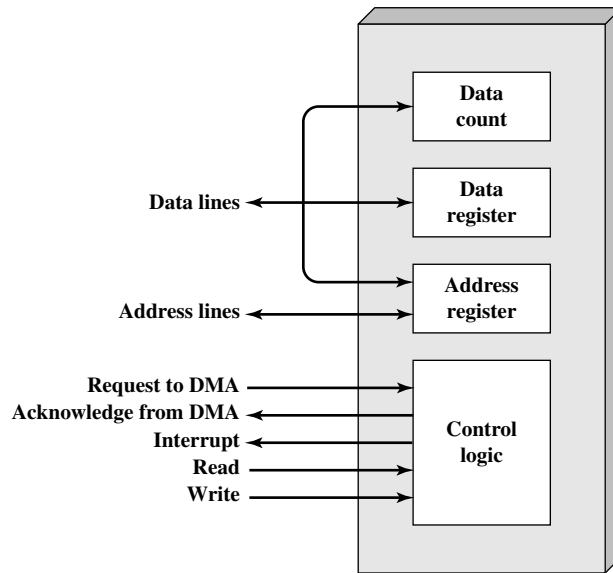 Data
count
Data lines
Data
register
Address
register
Address lines
Request to DMA
Acknowledge from DMA
Interrupt
Read
Write
Control
logic